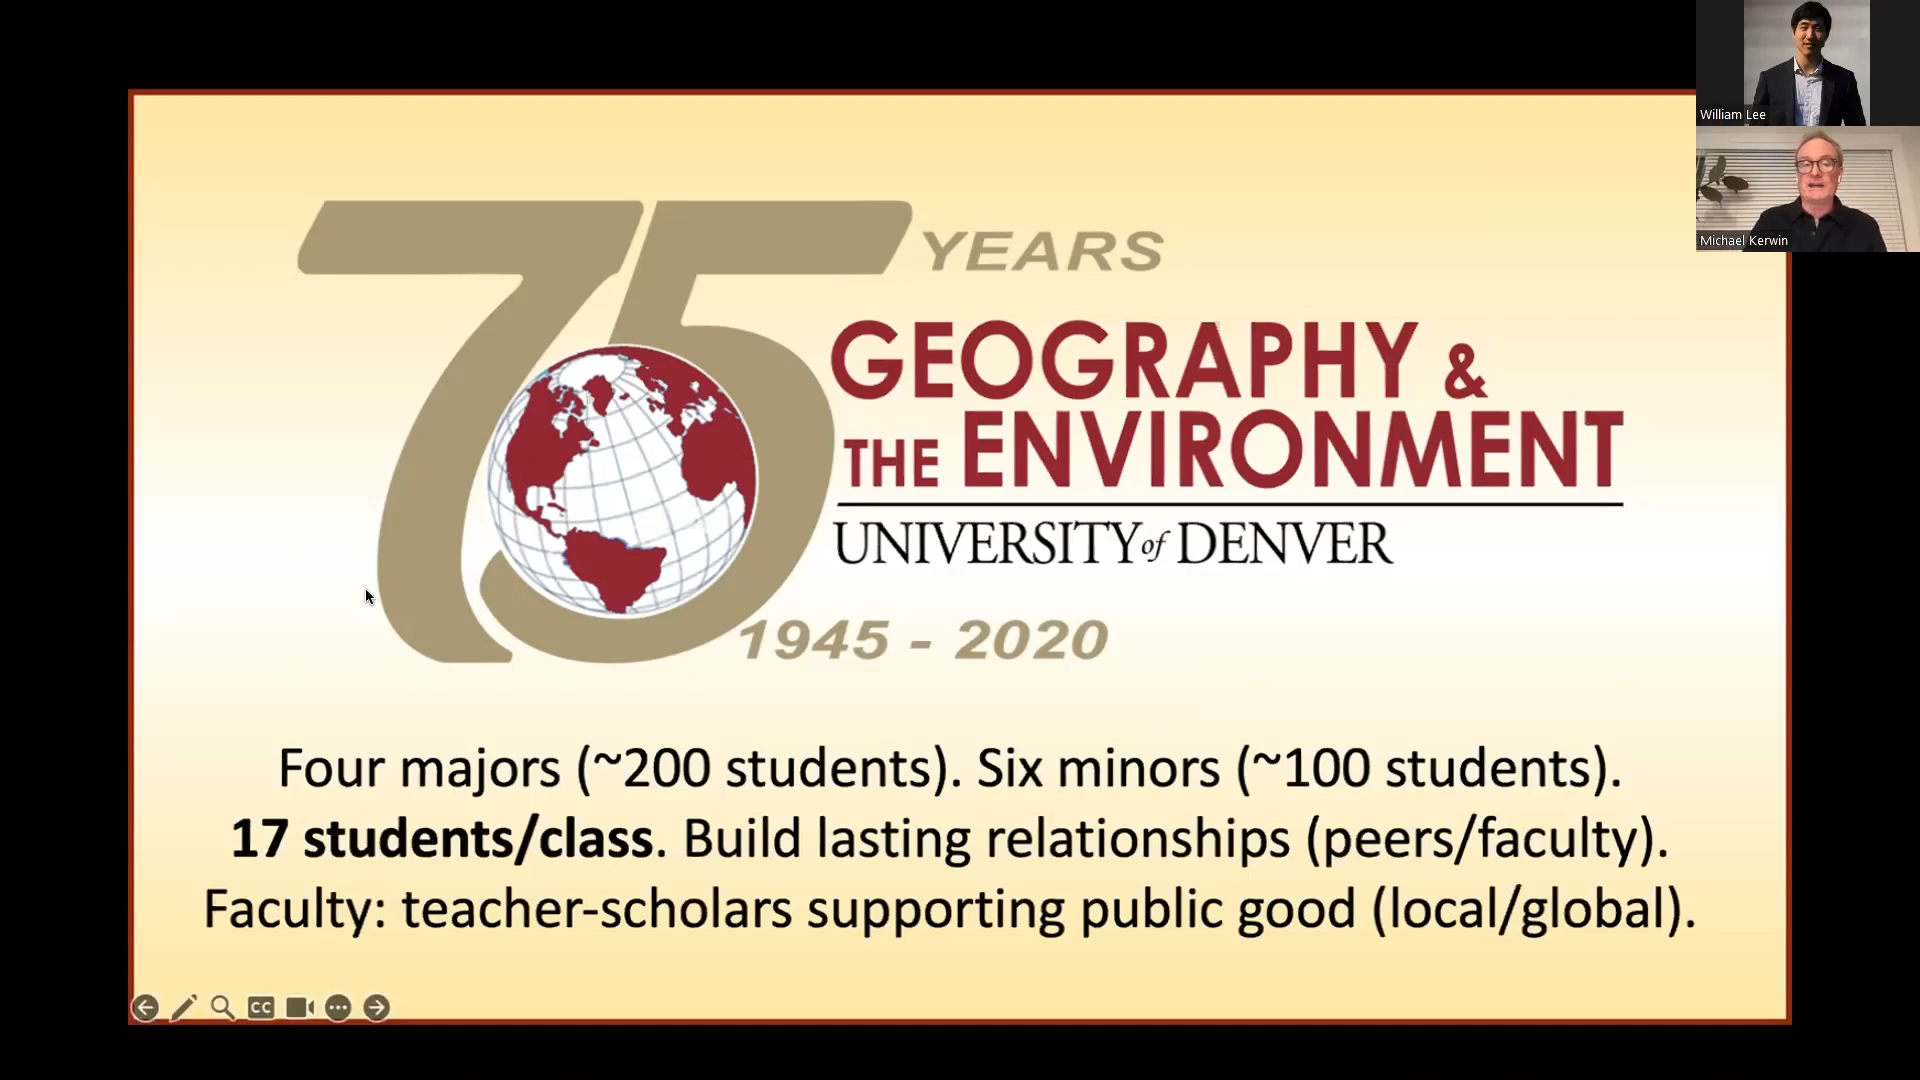 William Lee
Michael Kerwin
75 YEARS
GEOGRAPHY &
THE ENVIRONMENT
UNIVERSITY of DENVER
1945 - 2020
Four majors (~200 students). Six minors (~100 students).
17 students/class. Build lasting relationships (peers/faculty).
Faculty: teacher-scholars supporting public good (local/global).
CC